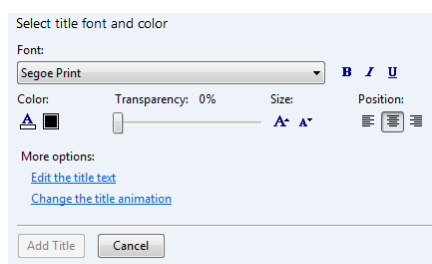 Select title font and color
Font:
Segoe Print B I U
Color: Transparency: 0% Size: Position:
A A A
More options:
Edit the title text
Change the title animation
Add Title Cancel